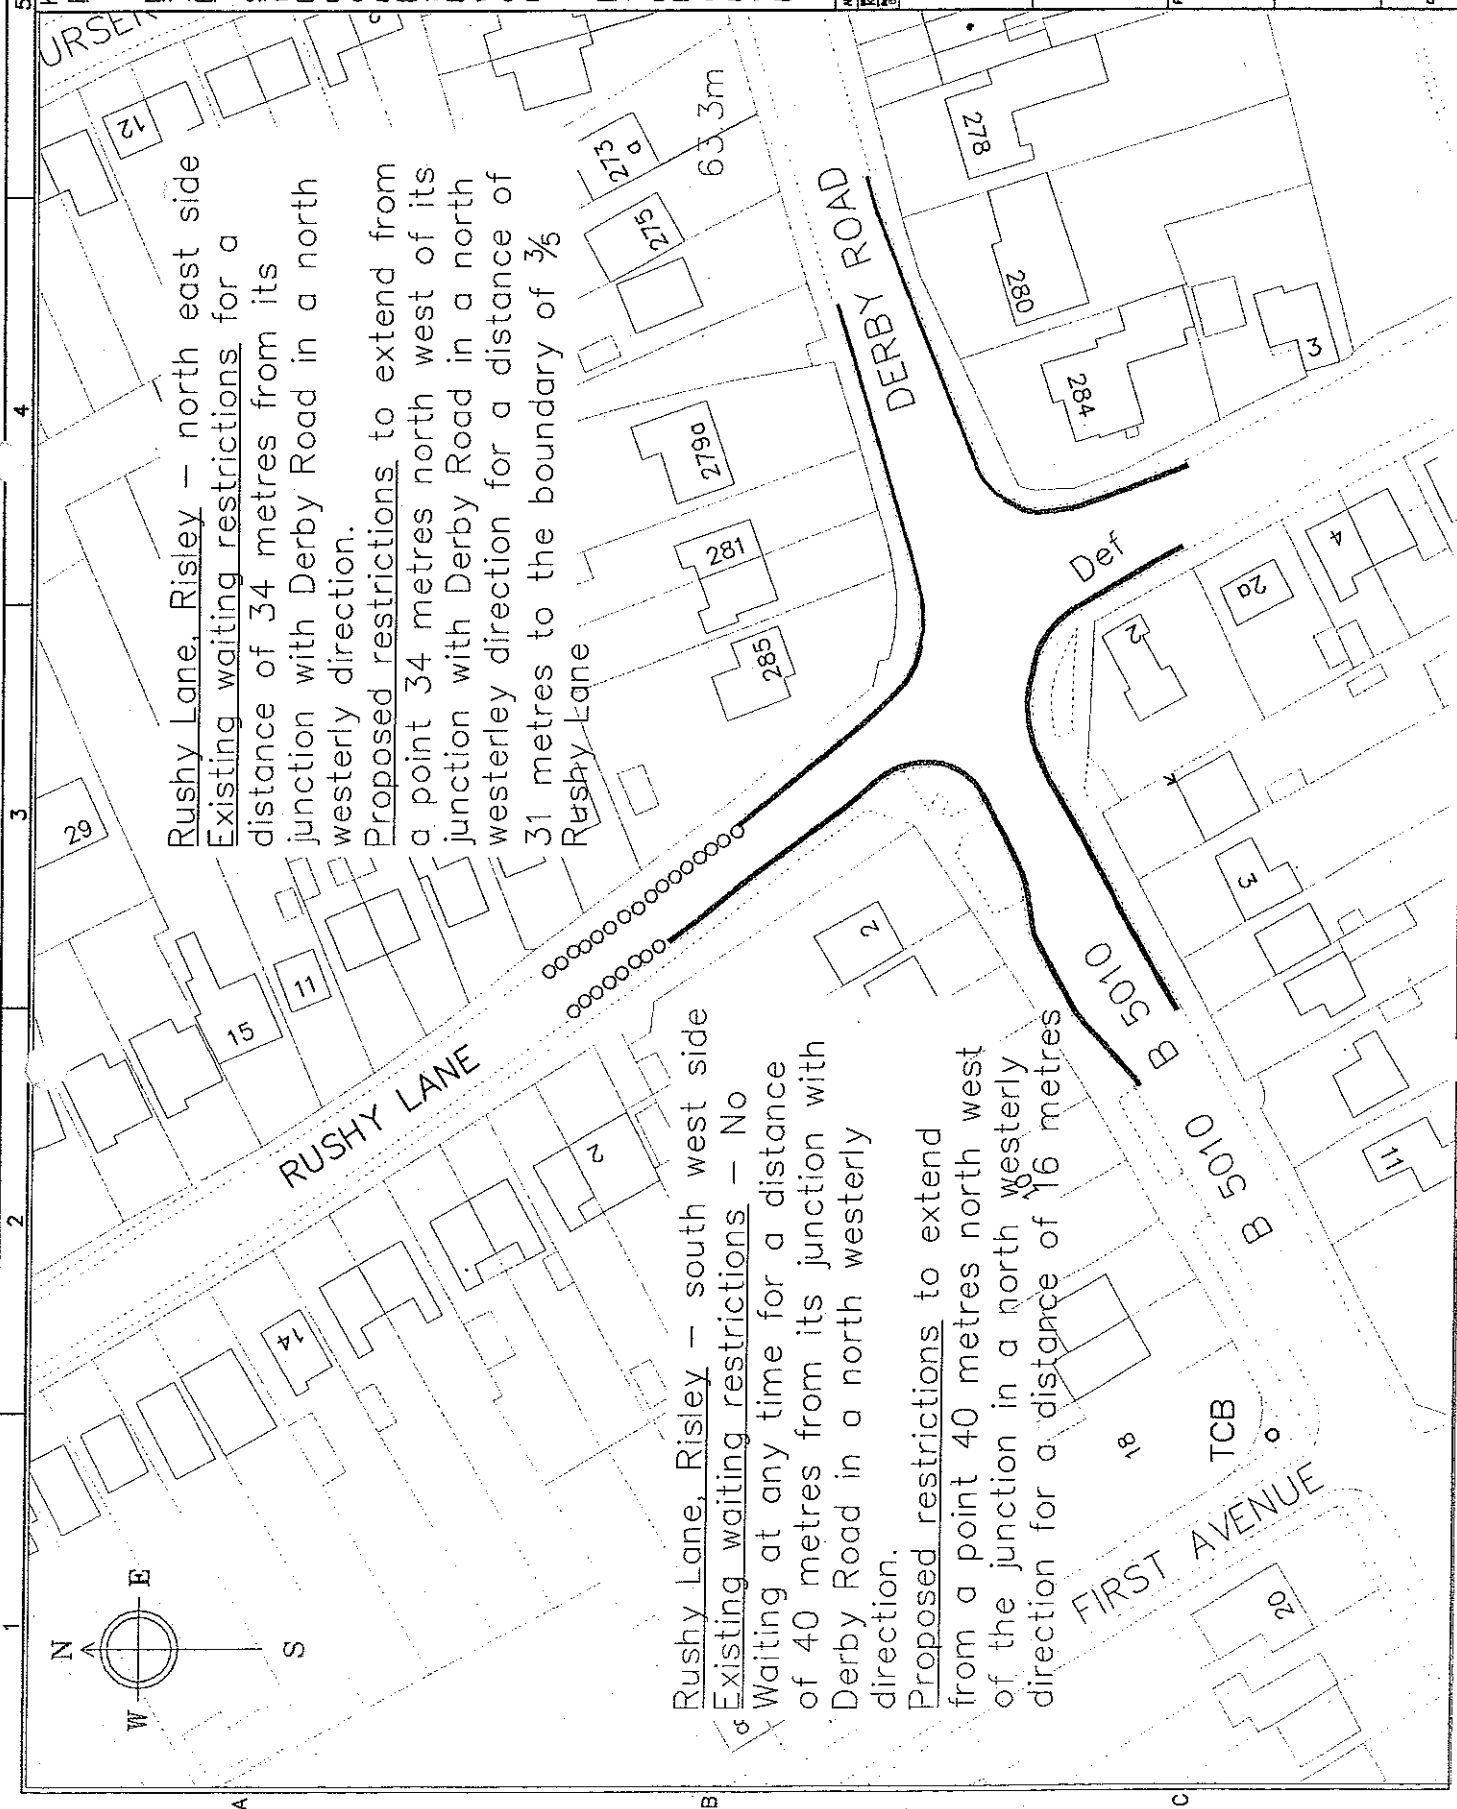 1
2
3
4
5
A
B
C
N
E
S
W
URSER
Rushy Lane, Risley – north east side
Existing waiting restrictions for a
distance of 34 metres from its
junction with Derby Road in a north
westerly direction.
Proposed restrictions to extend from
a point 34 metres north west of its
junction with Derby Road in a north
westerley direction for a distance of
31 metres to the boundary of 3/5
Rushy Lane
Rushy Lane, Risley – south west side
Existing waiting restrictions – No
Waiting at any time for a distance
of 40 metres from its junction with
Derby Road in a north westerly
direction.
Proposed restrictions to extend
from a point 40 metres north west
of the junction in a north westerly
direction for a distance of 16 metres
RUSHY LANE
DERBY ROAD
FIRST AVENUE
B 5010
B 5010
Def
TCB
63.3m
12
29
15
11
14
2
2
8
273
a
275
279a
281
285
278
280
284
3
2
2a
4
3
11
10
18
20